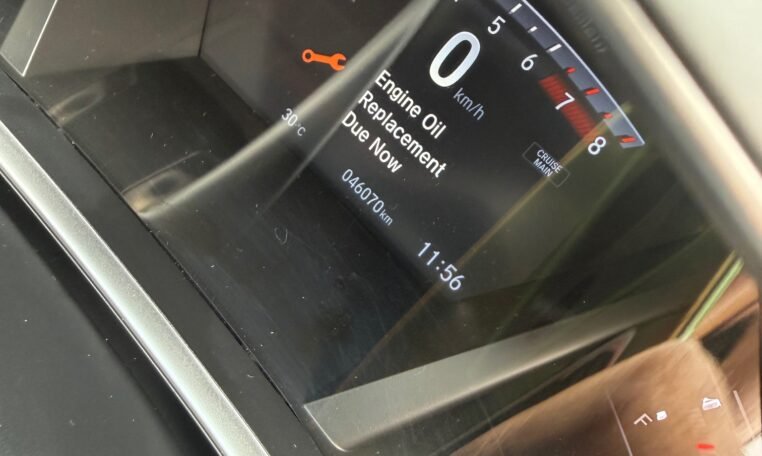 5
6
7
8
0
km/h
Engine Oil
Replacement
Due Now
CRUISE
MAIN
30°C
046070km
11:56
F